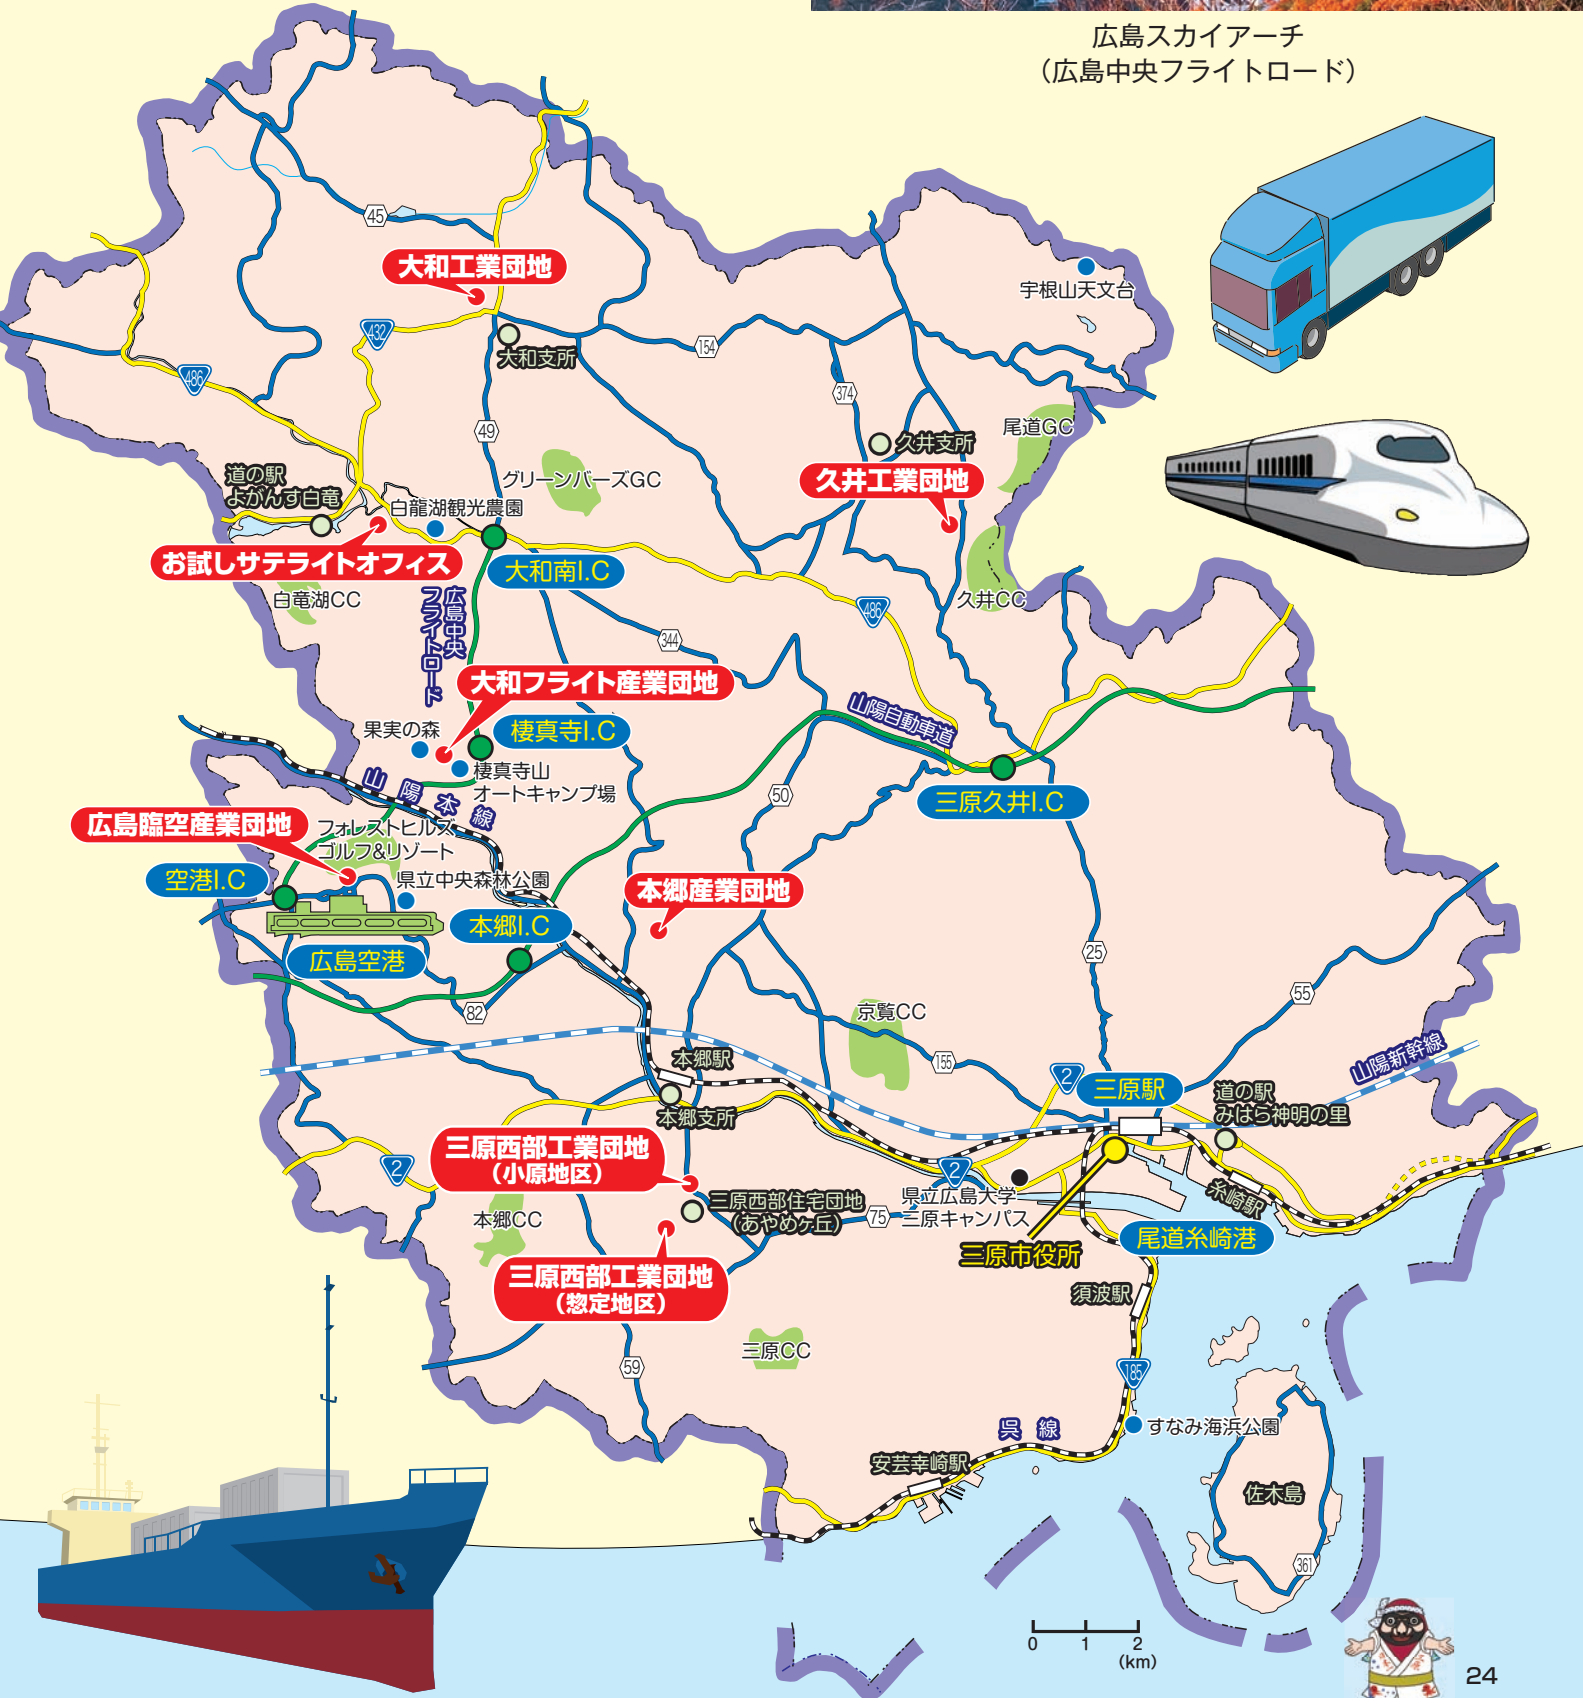 広島スカイアーチ
（広島中央フライトロード）
45
大和工業団地
宇根山天文台
432
大和支所
154
486
374
49
尾道GC
久井支所
道の駅
よがんす白竜
グリーンバーズGC
久井工業団地
白龍湖観光農園
お試しサテライトオフィス
大和南I.C
白竜湖CC
久井CC
486
広島中央
フライトロード
344
大和フライト産業団地
山陽自動車道
果実の森
棲真寺I.C
棲真寺山
オートキャンプ場
山陽本線
50
三原久井I.C
広島臨空産業団地
フォレストヒルズ
ゴルフ&リゾート
空港I.C
県立中央森林公園
本郷産業団地
本郷I.C
広島空港
25
55
82
京覧CC
山陽新幹線
本郷駅
155
2
三原駅
道の駅
みはら神明の里
本郷支所
三原西部工業団地
（小原地区）
2
2
県立広島大学
三原キャンパス
三原西部住宅団地
(あやめヶ丘)
75
糸崎駅
本郷CC
三原市役所
尾道糸崎港
三原西部工業団地
（惣定地区）
須波駅
三原CC
59
185
呉線
すなみ海浜公園
安芸幸崎駅
佐木島
361
0 1 2
(km)
24